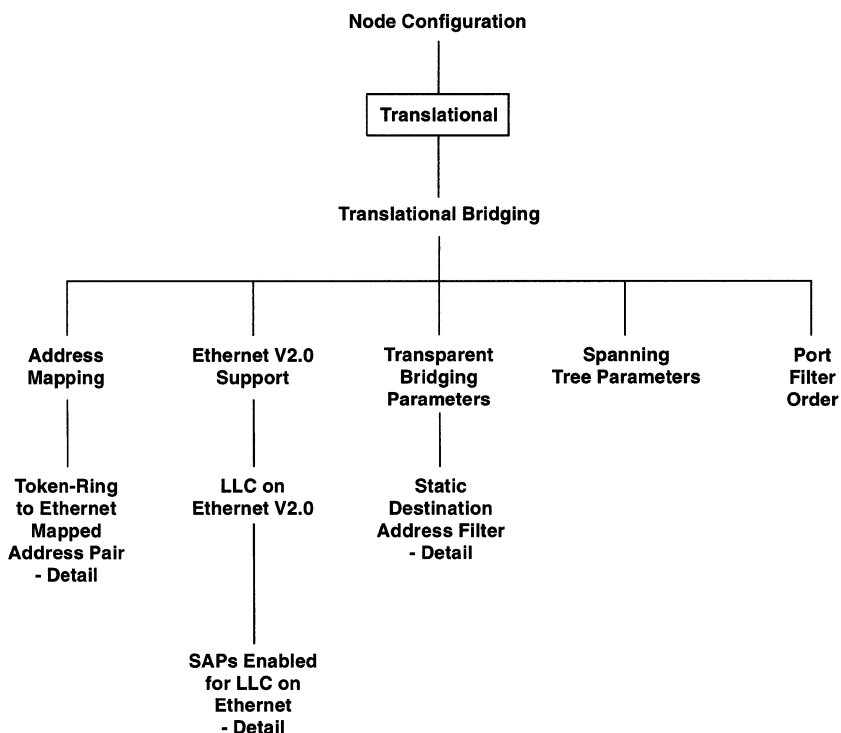 Node Configuration
Translational
Translational Bridging
Address
Mapping
Ethernet V2.0
Support
Transparent
Bridging
Parameters
Spanning
Tree Parameters
Port
Filter
Order
Token-Ring
to Ethernet
Mapped
Address Pair
- Detail
LLC on
Ethernet V2.0
Static
Destination
Address Filter
- Detail
SAPs Enabled
for LLC on
Ethernet
- Detail